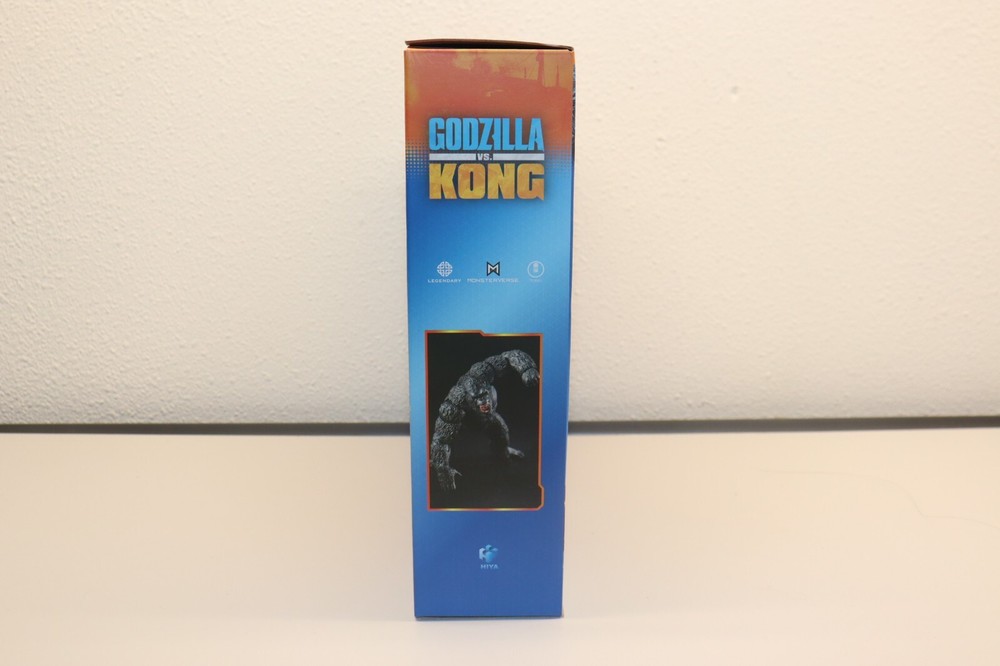 GODZILLA
VS.
KONG
LEGENDARY MONSTERVERSE
HIYA